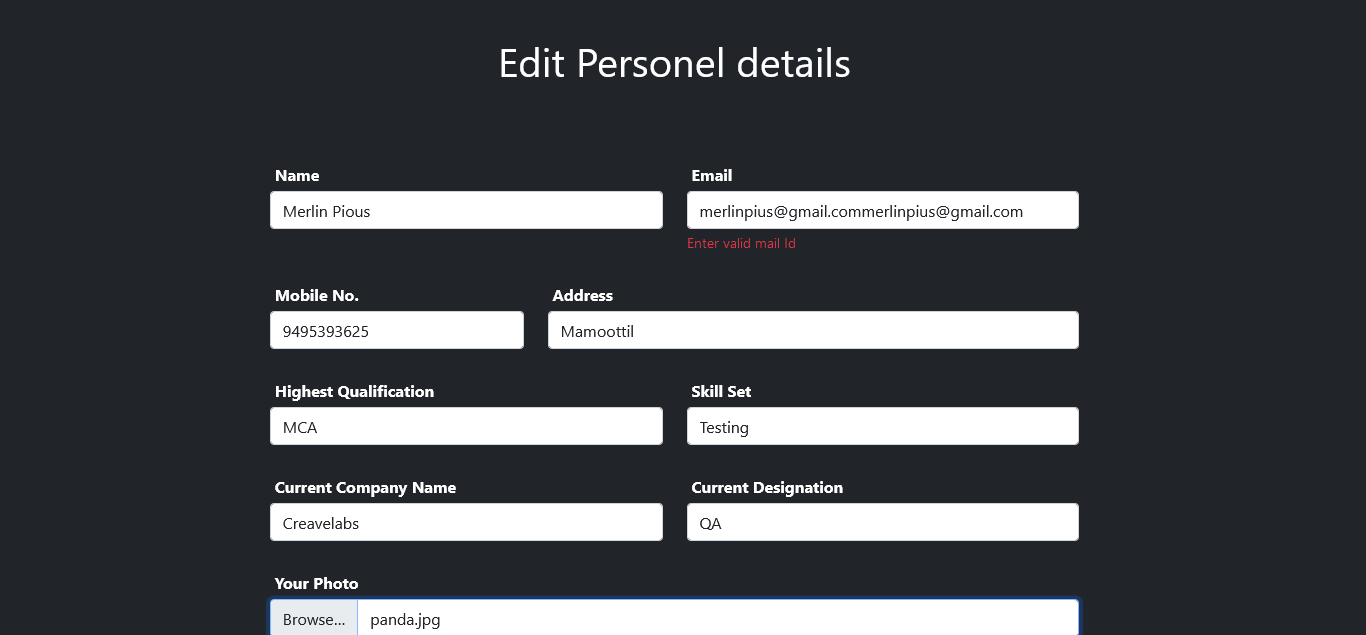 Edit Personel details
Name
Email
Merlin Pious
merlinpius@gmail.commerlinpius@gmail.com
Enter valid mail Id
Mobile No.
Address
9495393625
Mamoottil
Highest Qualification
Skill Set
MCA
Testing
Current Company Name
Current Designation
Creavelabs
QA
Your Photo
Browse... panda.jpg